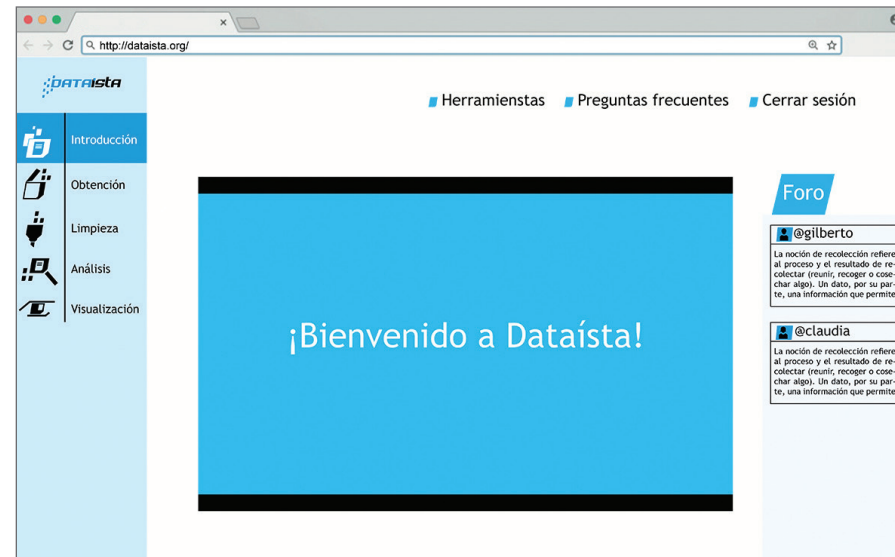 http://dataista.org/
DATAísta
Herramienstas
Preguntas frecuentes
Cerrar sesión
Introducción
Obtención
Limpieza
Análisis
Visualización
¡Bienvenido a Dataísta!
Foro
@gilberto
La noción de recolección refiere
al proceso y el resultado de re-
colectar (reunir, recoger o cose-
char algo). Un dato, por su par-
te, una información que permite
@claudia
La noción de recolección refiere
al proceso y el resultado de re-
colectar (reunir, recoger o cose-
char algo). Un dato, por su par-
te, una información que permite